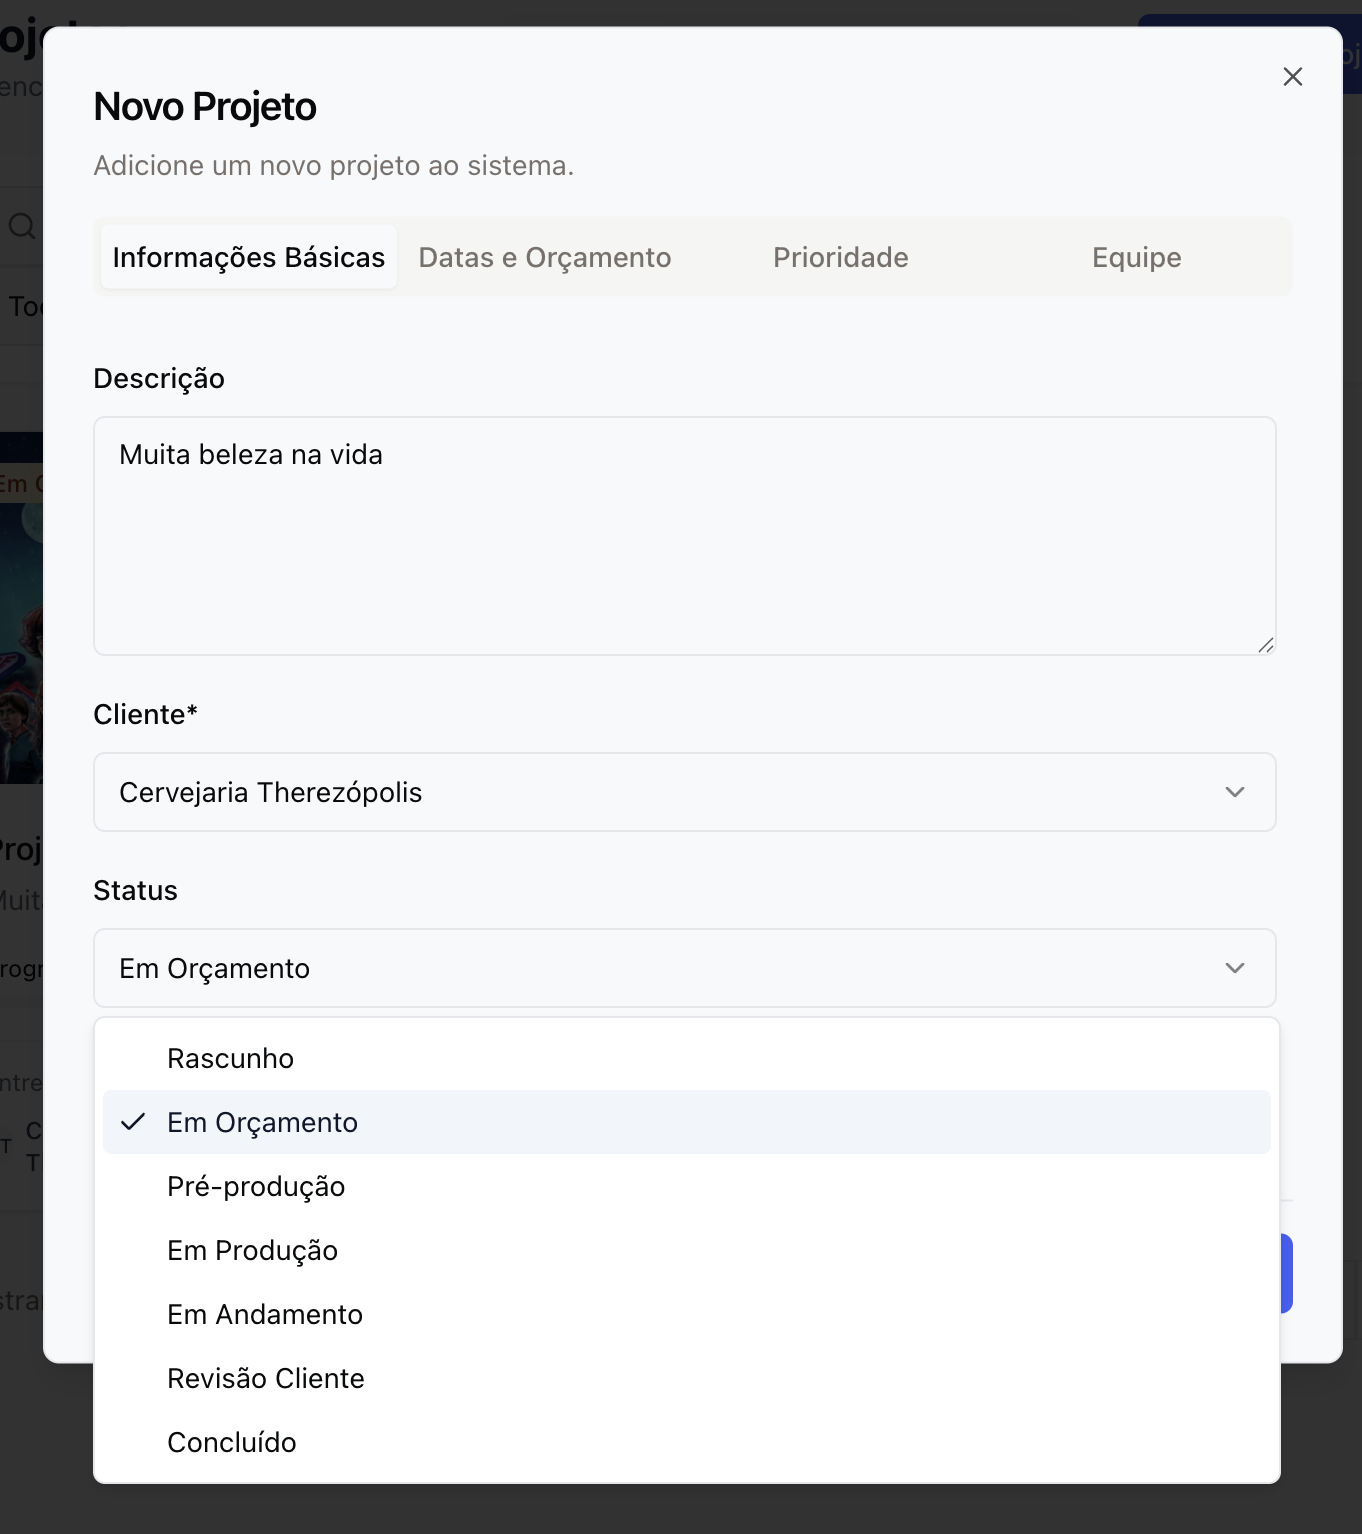 Novo Projeto
Adicione um novo projeto ao sistema.
Informações Básicas
Datas e Orçamento
Prioridade
Equipe
Descrição
Muita beleza na vida
Cliente*
Cervejaria Therezópolis
Status
Em Orçamento
Rascunho
Em Orçamento
Pré-produção
Em Produção
Em Andamento
Revisão Cliente
Concluído